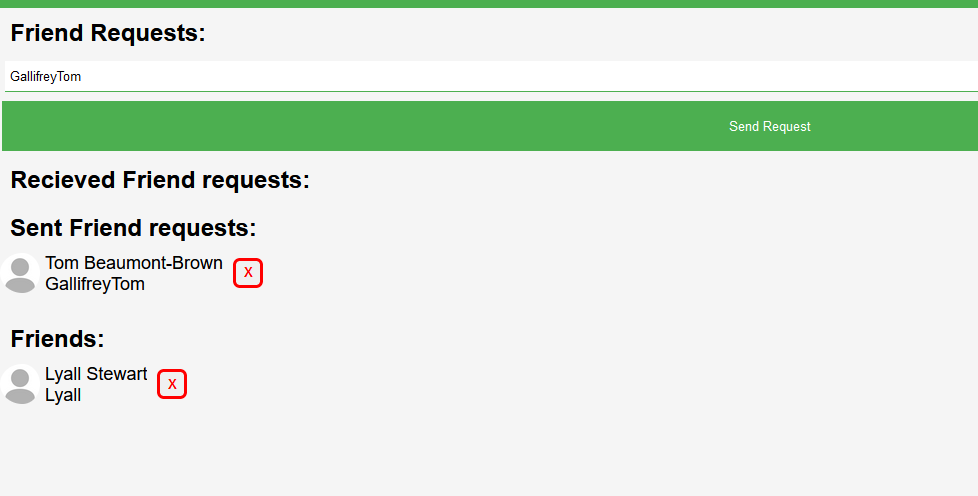 Friend Requests:
GallifreyTom
Send Request
Recieved Friend requests:
Sent Friend requests:
Tom Beaumont-Brown
GallifreyTom
X
Friends:
Lyall Stewart
Lyall
X